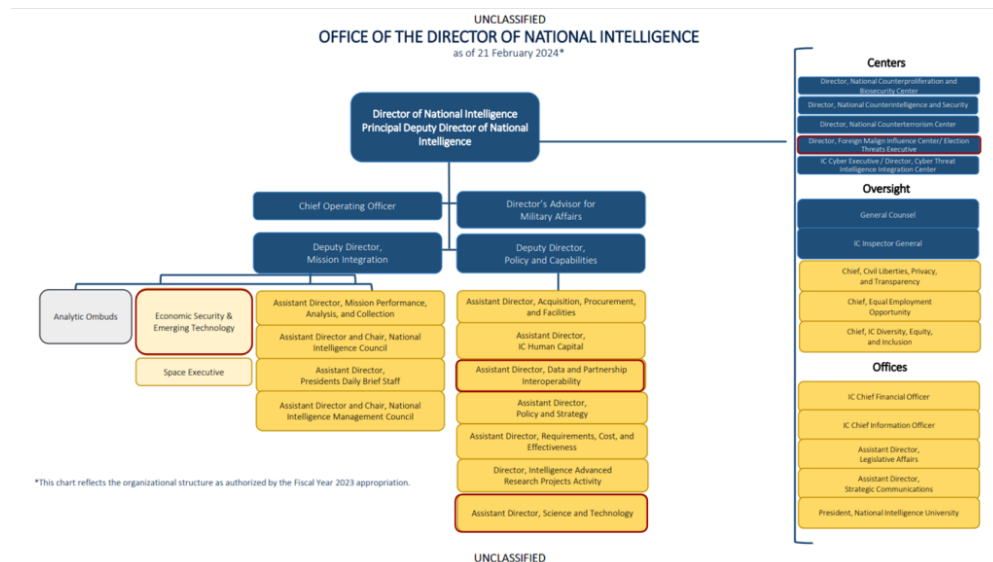 UNCLASSIFIED
OFFICE OF THE DIRECTOR OF NATIONAL INTELLIGENCE
as of 21 February 2024*
Director of National Intelligence
Principal Deputy Director of National
Intelligence
Chief Operating Officer
Director's Advisor for
Military Affairs
Deputy Director,
Mission Integration
Deputy Director,
Policy and Capabilities
Analytic Ombuds
Economic Security &
Emerging Technology
Space Executive
Assistant Director, Mission Performance,
Analysis, and Collection
Assistant Director and Chair, National
Intelligence Council
Assistant Director,
Presidents Daily Brief Staff
Assistant Director and Chair, National
Intelligence Management Council
Assistant Director, Acquisition, Procurement,
and Facilities
Assistant Director,
IC Human Capital
Assistant Director, Data and Partnership
Interoperability
Assistant Director,
Policy and Strategy
Assistant Director, Requirements, Cost, and
Effectiveness
Director, Intelligence Advanced
Research Projects Activity
Assistant Director, Science and Technology
Centers
Director, National Counterproliferation and
Biosecurity Center
Director, National Counterintelligence and Security
Director, National Counterterrorism Center
Director, Foreign Malign Influence Center/ Election
Threats Executive
IC Cyber Executive / Director, Cyber Threat
Intelligence Integration Center
Oversight
General Counsel
IC Inspector General
Chief, Civil Liberties, Privacy,
and Transparency
Chief, Equal Employment
Opportunity
Chief, IC Diversity, Equity,
and Inclusion
Offices
IC Chief Financial Officer
IC Chief Information Officer
Assistant Director,
Legislative Affairs
Assistant Director,
Strategic Communications
President, National Intelligence University
*This chart reflects the organizational structure as authorized by the Fiscal Year 2023 appropriation.
UNCLASSIFIED